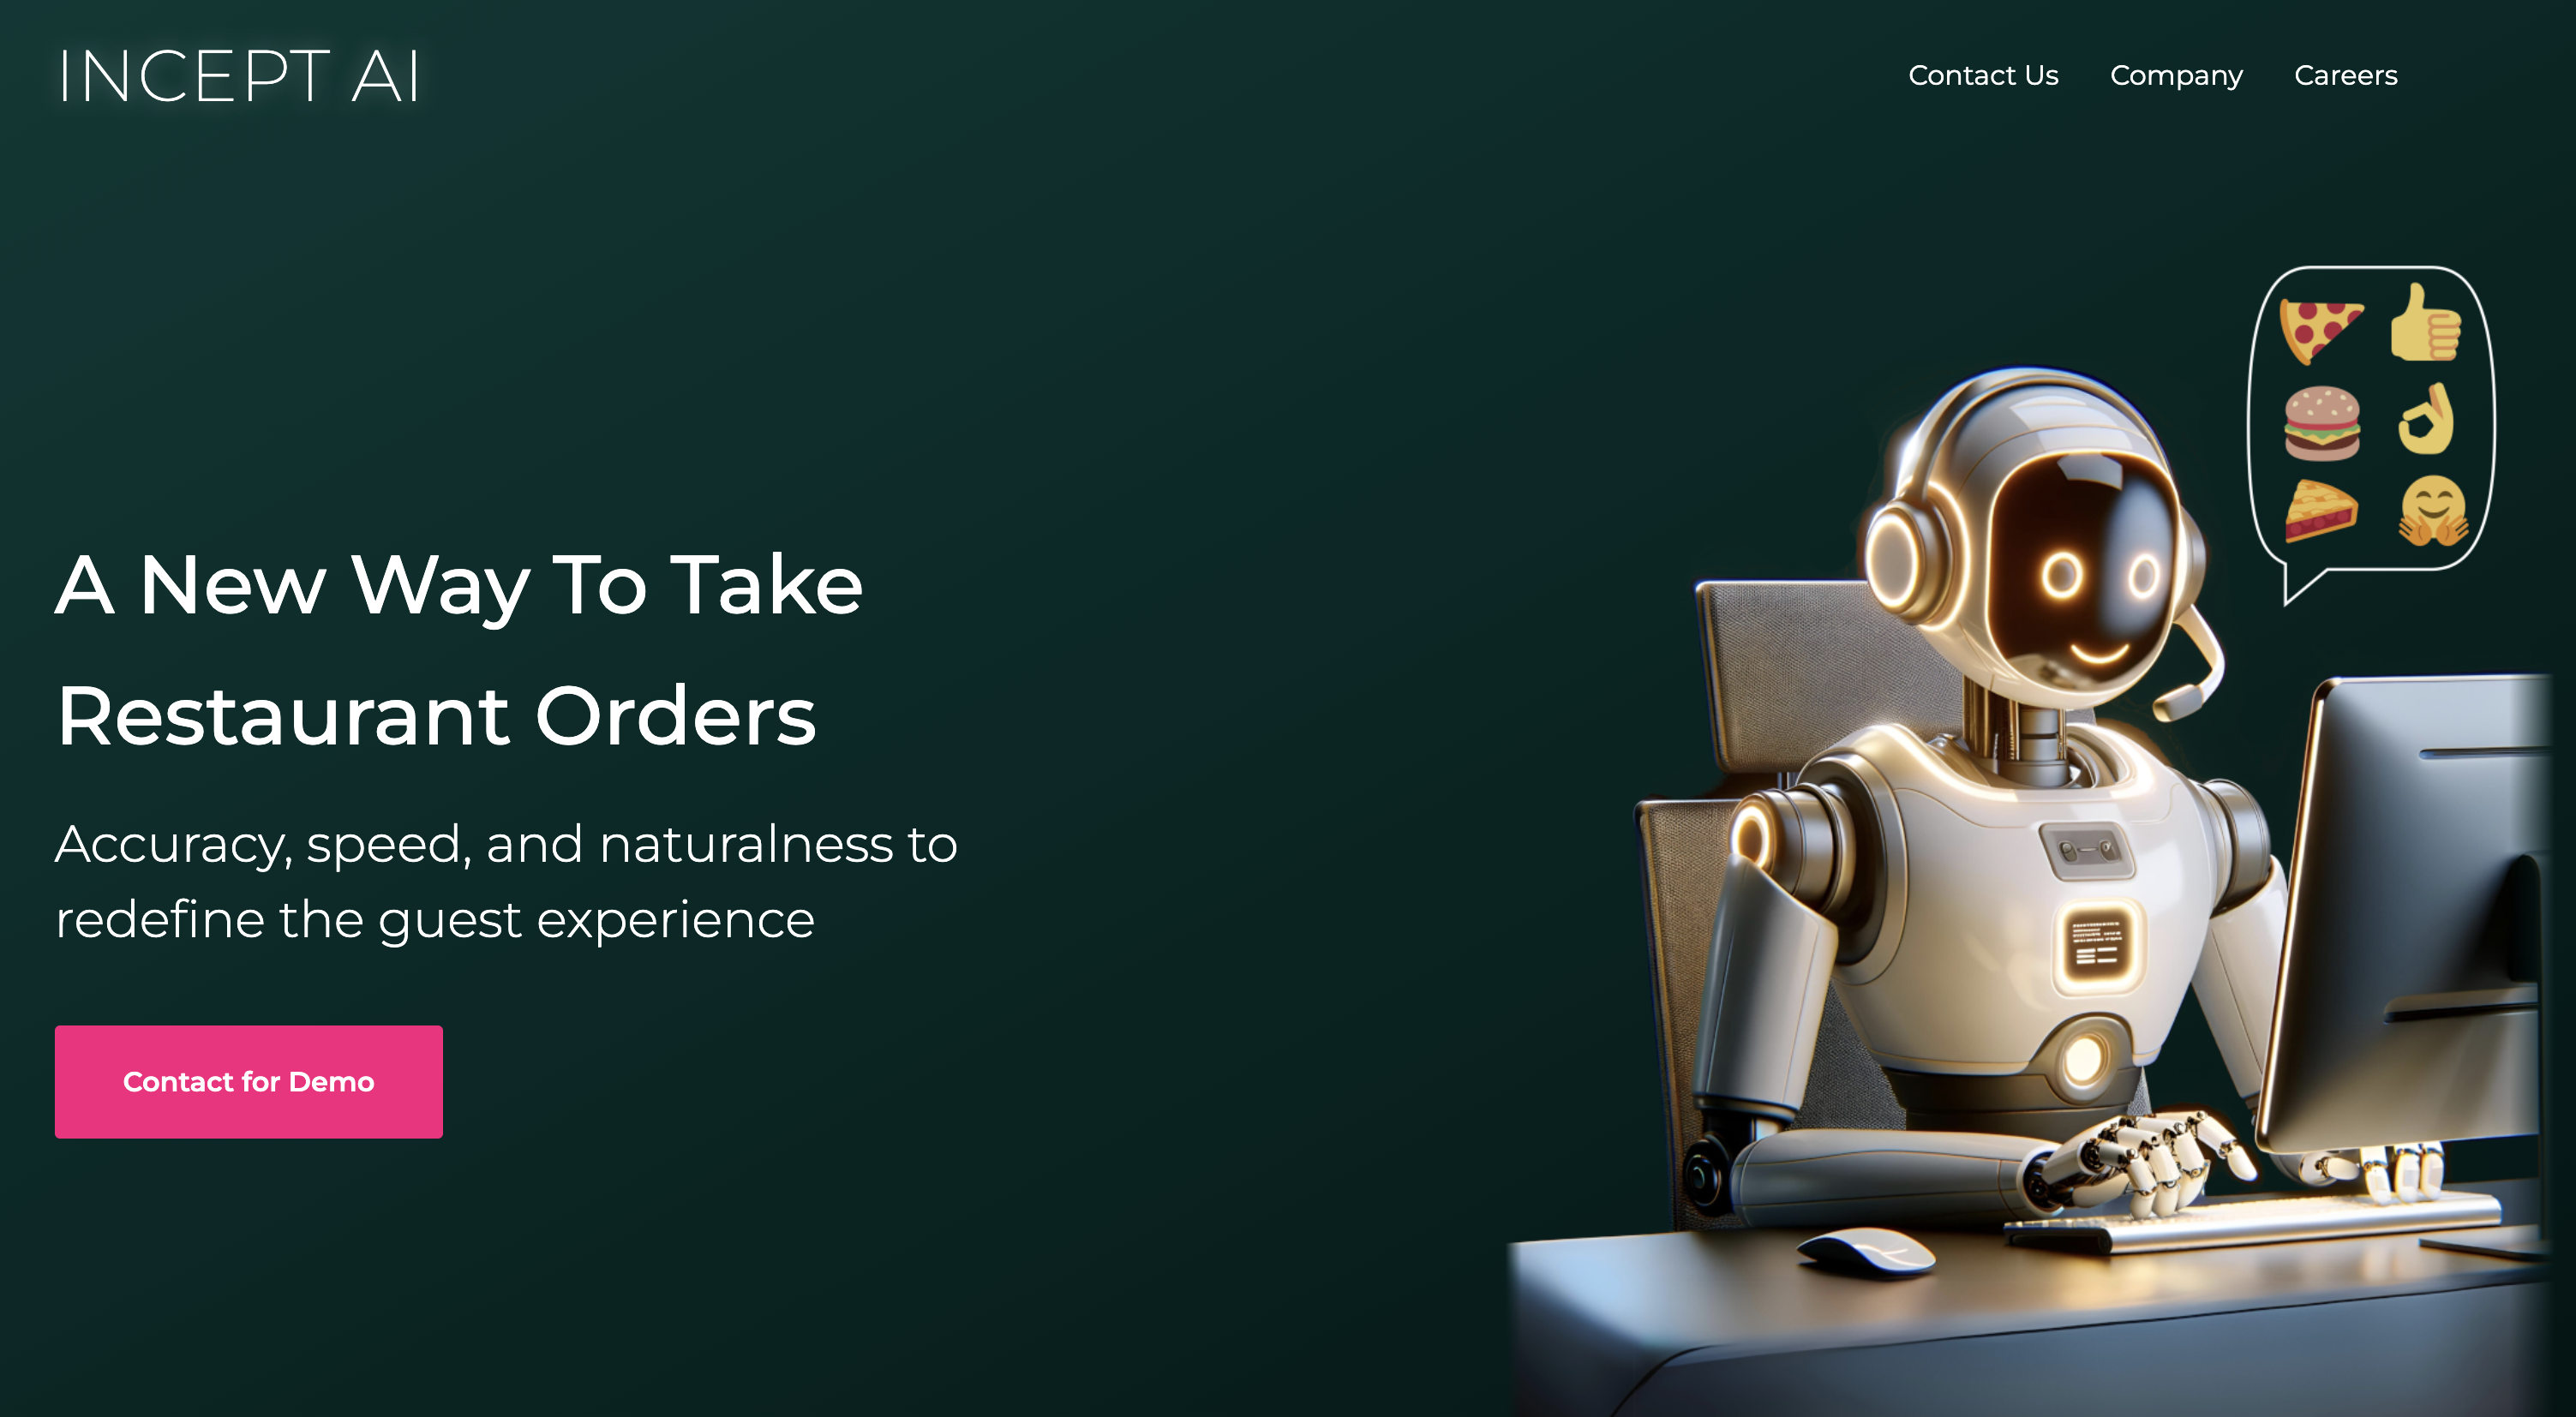 INCEPT AI
Contact Us
Company
Careers
A New Way To Take
Restaurant Orders
Accuracy, speed, and naturalness to
redefine the guest experience
Contact for Demo